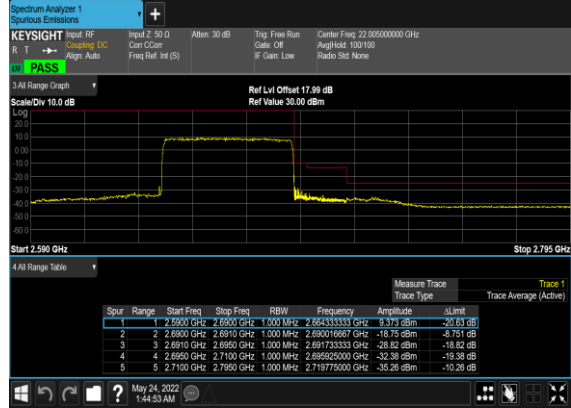 Spectrum Analyzer 1
Spurious Emissions
KEYSIGHT
R T
LU PASS
Input: RF
Coupling: DC
Align: Auto
Input Z: 50 Ω
Corr CCorr
Freq Ref: Int (S)
Atten: 30 dB
Trig: Free Run
Gate: Off
IF Gain: Low
Center Freq: 22.005000000 GHz
Avg|Hold: 100/100
Radio Std: None
3 All Range Graph
Scale/Div 10.0 dB
Ref Lvl Offset 17.99 dB
Ref Value 30.00 dBm
Log
20.0
10.0
0.00
-10.0
-20.0
-30.0
-40.0
-50.0
-60.0
Start 2.590 GHz
Stop 2.795 GHz
4 All Range Table
Measure Trace Trace 1
Trace Type Trace Average (Active)
Spur Range Start Freq Stop Freq RBW Frequency Amplitude ΔLimit
1 1 2.5900 GHz 2.6900 GHz 1.000 MHz 2.664333333 GHz 9.373 dBm -20.63 dB
2 2 2.6900 GHz 2.6910 GHz 1.000 MHz 2.690016667 GHz -18.75 dBm -8.751 dB
3 3 2.6910 GHz 2.6950 GHz 1.000 MHz 2.691733333 GHz -28.82 dBm -18.82 dB
4 4 2.6950 GHz 2.7100 GHz 1.000 MHz 2.695925000 GHz -32.38 dBm -19.38 dB
5 5 2.7100 GHz 2.7950 GHz 1.000 MHz 2.719775000 GHz -35.26 dBm -10.26 dB
May 24, 2022
1:44:53 AM